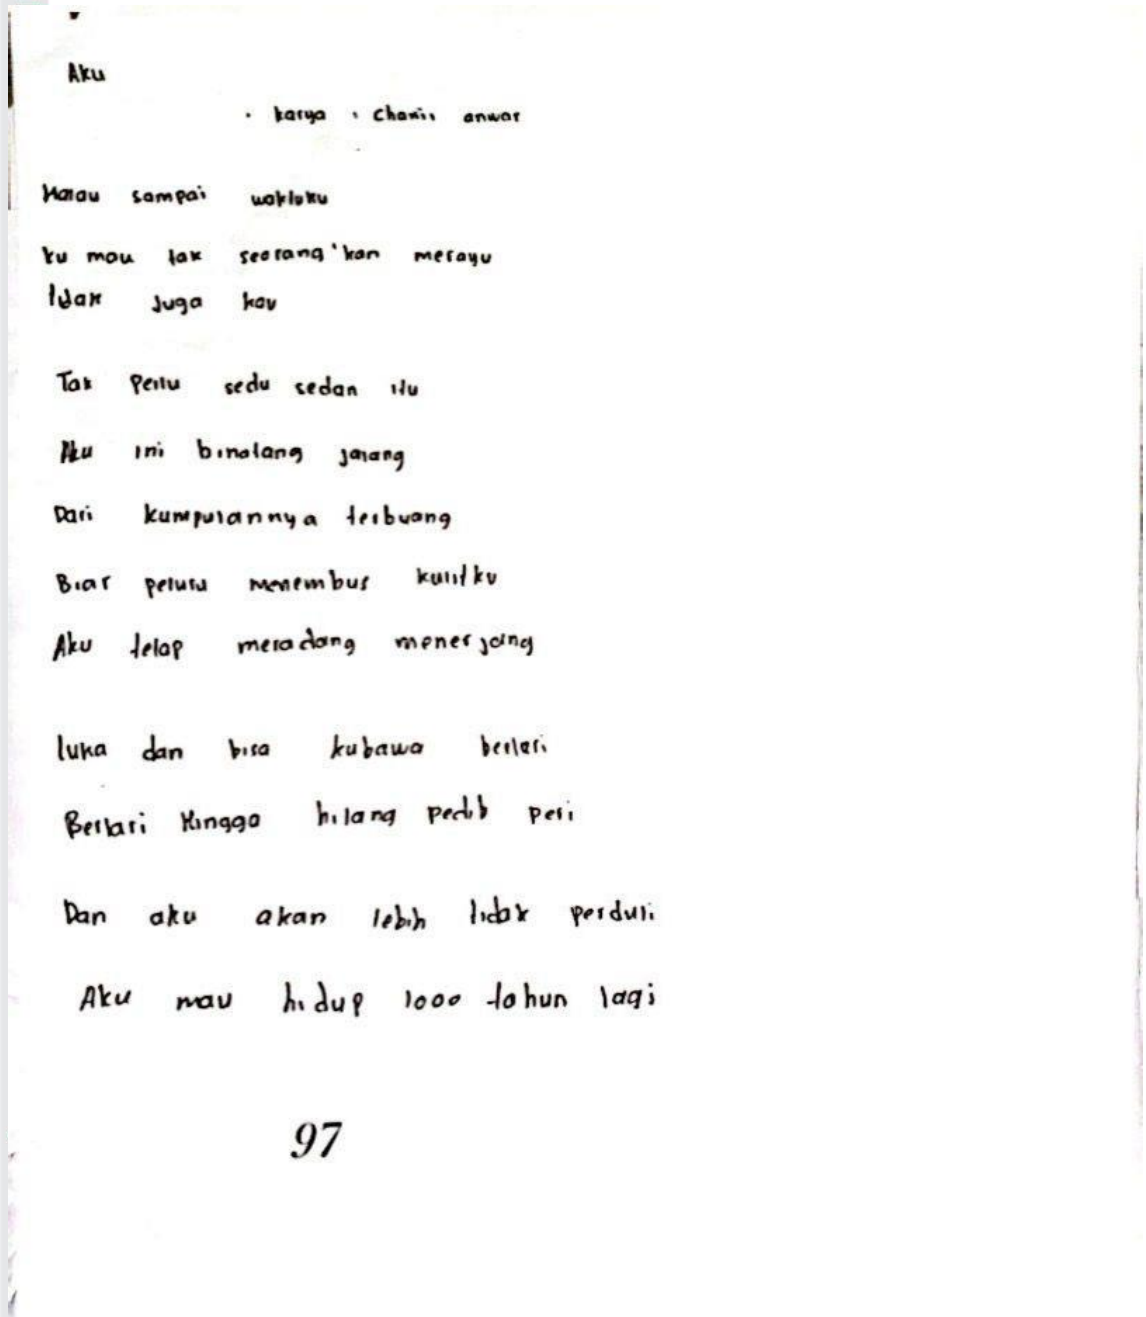 Aku
. karya : Chairil anwar
Kalau sampai waktuku
ku mau tak seorang 'kan merayu
tidak juga kau
Tak Perlu sedu sedan itu
Aku ini binatang jalang
Dari kumpulannya terbuang
Biar peluru menembus kulitku
Aku tetap meradang menerjang
luka dan bisa kubawa berlari
Berlari Hingga hilang pedih peri
Dan aku akan lebih tidak perduli
Aku mau hidup 1000 tahun lagi
97